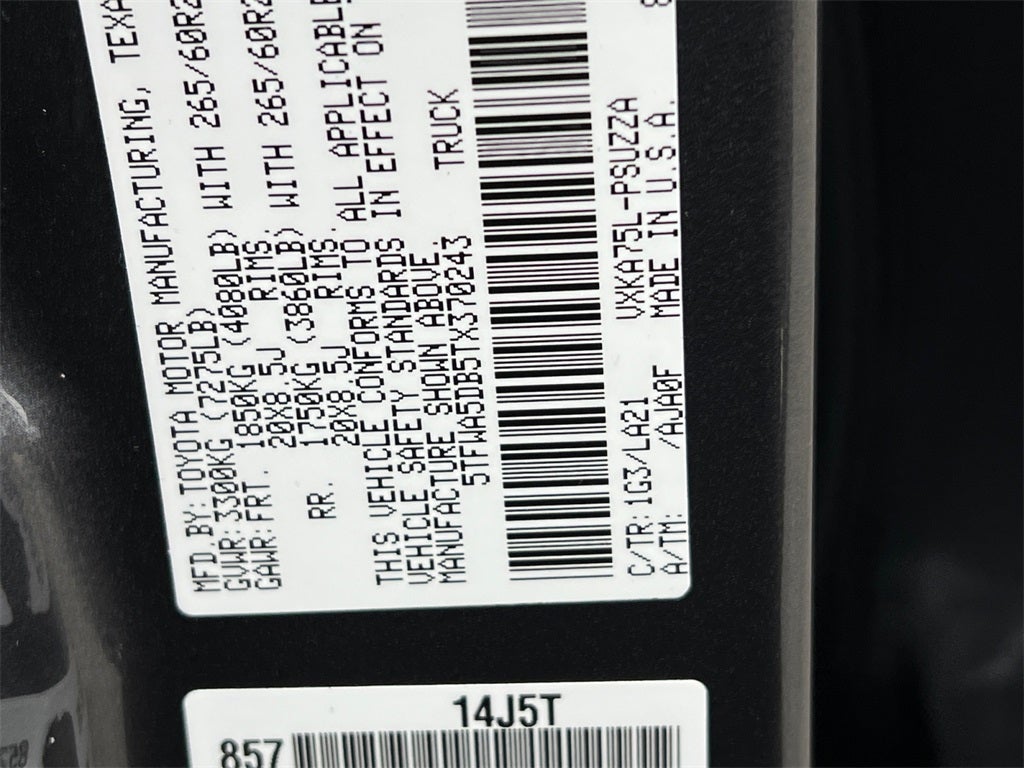 MFD.BY:TOYOTA MOTOR MANUFACTURING, TEXA
GVWR:3300KG (7275LB)
GAWR:FRT. 1850KG (4080LB) WITH 265/60R2
20X8.5J RIMS
RR. 1750KG (3860LB) WITH 265/60R2
20X8.5J RIMS.
THIS VEHICLE CONFORMS TO ALL APPLICABLE
VEHICLE SAFETY STANDARDS IN EFFECT ON
MANUFACTURE SHOWN ABOVE.
5TFWA5DB5TX370243 TRUCK
C/TR:1G3/LA21 VXKA75L-PSUZZA
A/TM: /AJA0F MADE IN U.S.A.
14J5T
857